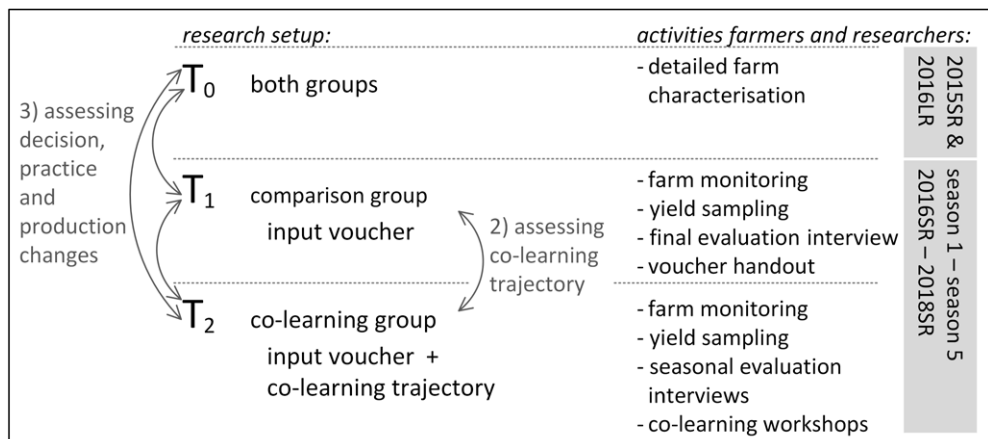 research setup:
activities farmers and researchers:
T0
both groups
- detailed farm
characterisation
2015SR &
2016LR
3) assessing
decision,
practice
and
production
changes
T1
comparison group
input voucher
- farm monitoring
- yield sampling
- final evaluation interview
- voucher handout
2) assessing
co-learning
trajectory
season 1 – season 5
2016SR – 2018SR
T2
co-learning group
input voucher +
co-learning trajectory
- farm monitoring
- yield sampling
- seasonal evaluation
interviews
- co-learning workshops